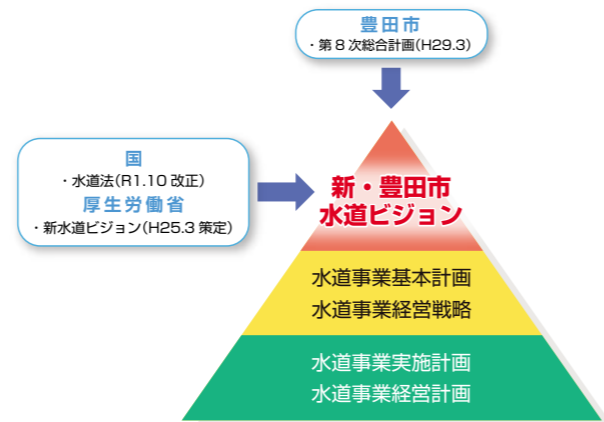 豊田市
・第8次総合計画(H29.3)
国
・水道法(R1.10改正)
厚生労働省
・新水道ビジョン(H25.3策定)
新・豊田市
水道ビジョン
水道事業基本計画
水道事業経営戦略
水道事業実施計画
水道事業経営計画